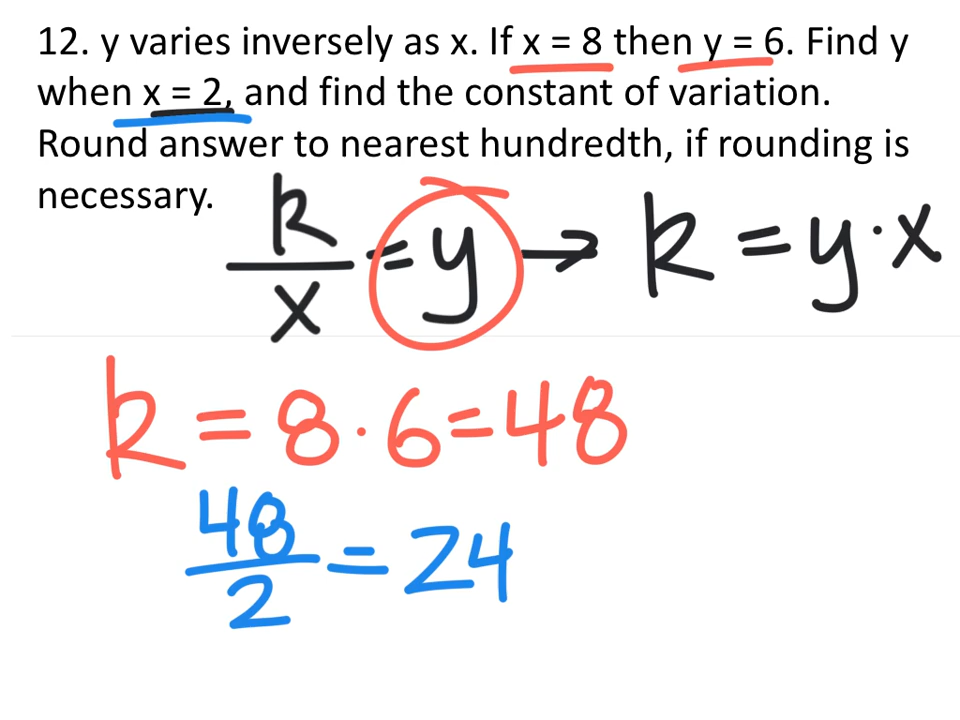 12. y varies inversely as x. If x = 8 then y = 6. Find y
when x = 2, and find the constant of variation.
Round answer to nearest hundredth, if rounding is
necessary.
k/x = y → k = y·x
k = 8·6 = 48
48/2 = 24